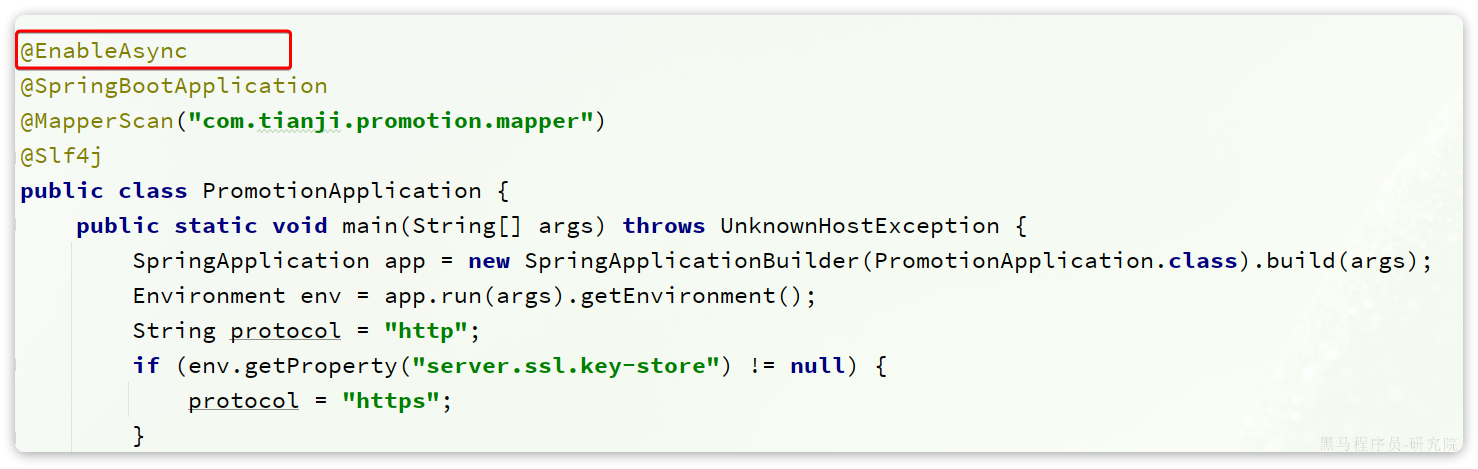 @EnableAsync
@SpringBootApplication
@MapperScan("com.tianji.promotion.mapper")
@Slf4j
public class PromotionApplication {
    public static void main(String[] args) throws UnknownHostException {
        SpringApplication app = new SpringApplicationBuilder(PromotionApplication.class).build(args);
        Environment env = app.run(args).getEnvironment();
        String protocol = "http";
        if (env.getProperty("server.ssl.key-store") != null) {
            protocol = "https";
        }
黑马程序员-研究院